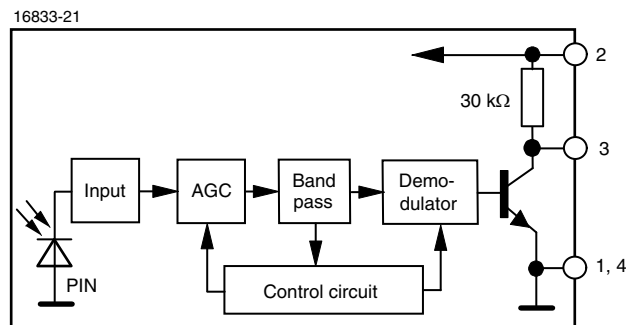 16833-21
2
30 kΩ
3
Input
AGC
Band
pass
Demo-
dulator
1, 4
PIN
Control circuit